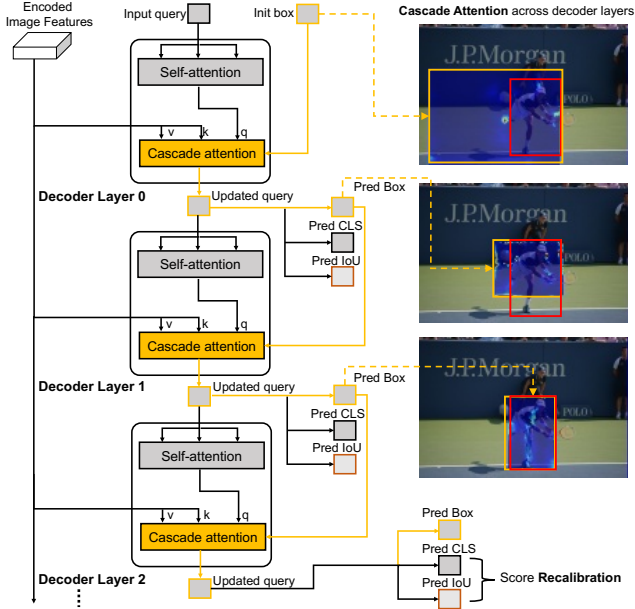 Encoded
Image Features
Input query
Init box
Cascade Attention across decoder layers
Self-attention
v k q
Cascade attention
Decoder Layer 0
Updated query
Pred Box
Pred CLS
Pred IoU
Self-attention
v k q
Cascade attention
Decoder Layer 1
Updated query
Pred Box
Pred CLS
Pred IoU
Self-attention
v k q
Cascade attention
Decoder Layer 2
Updated query
Pred Box
Pred CLS
Pred IoU
Score Recalibration
J.P.Morgan
POLO
J.P.Morgan
J.P.Morgan
POLO